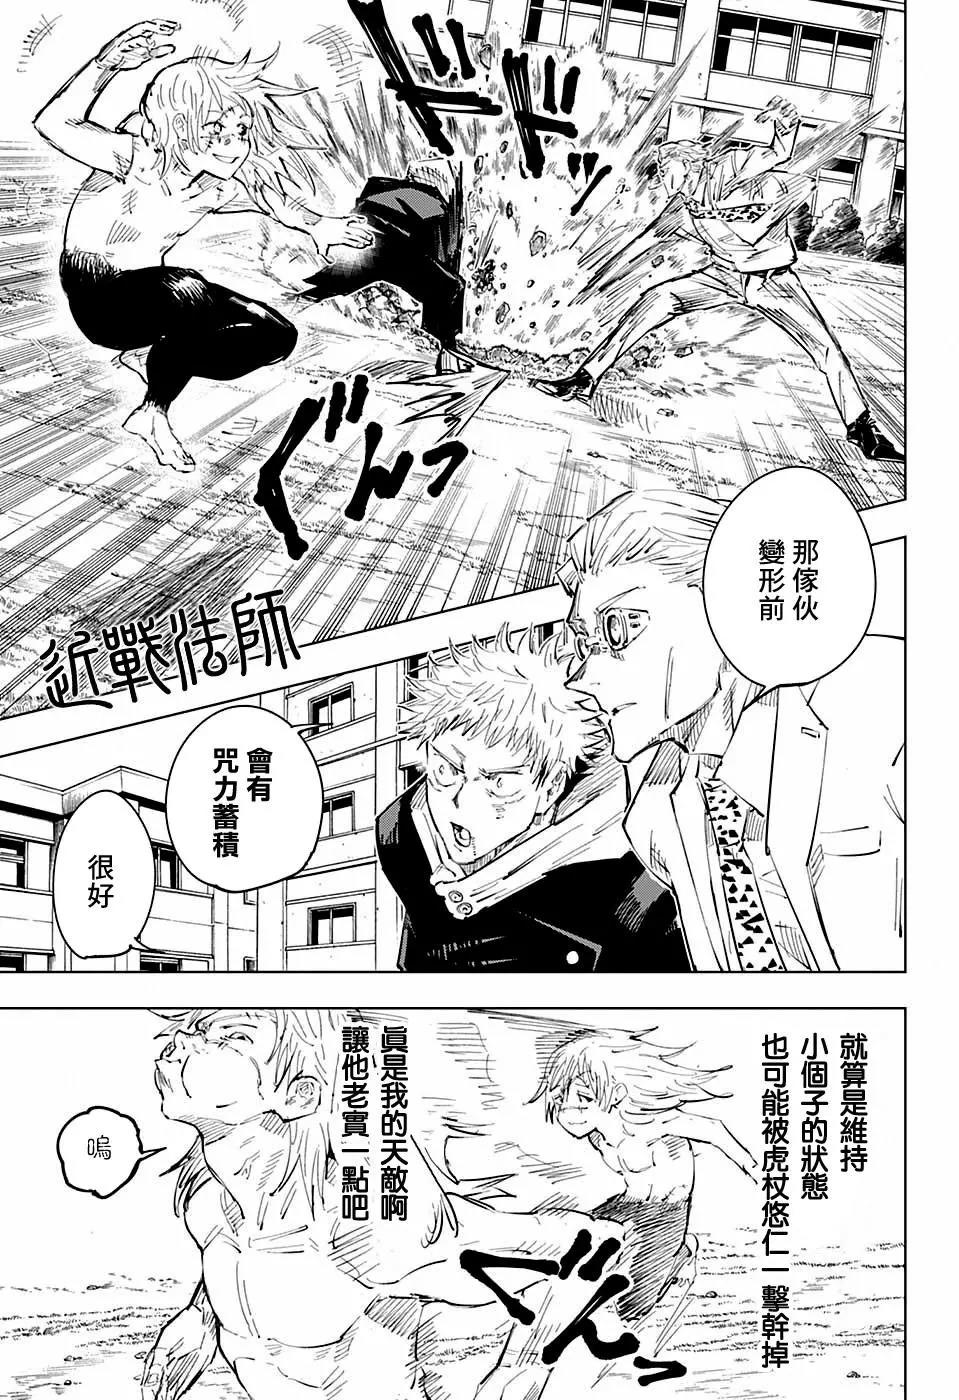 ドドド
ぐんっ
那傢伙
變形前
會有
咒力蓄積
很好
近戰法師
就算是維持
小個子的狀態
也可能被虎杖悠仁一擊幹掉
眞是我的天敵啊
讓他老實一點吧
嗚
ぐんっ